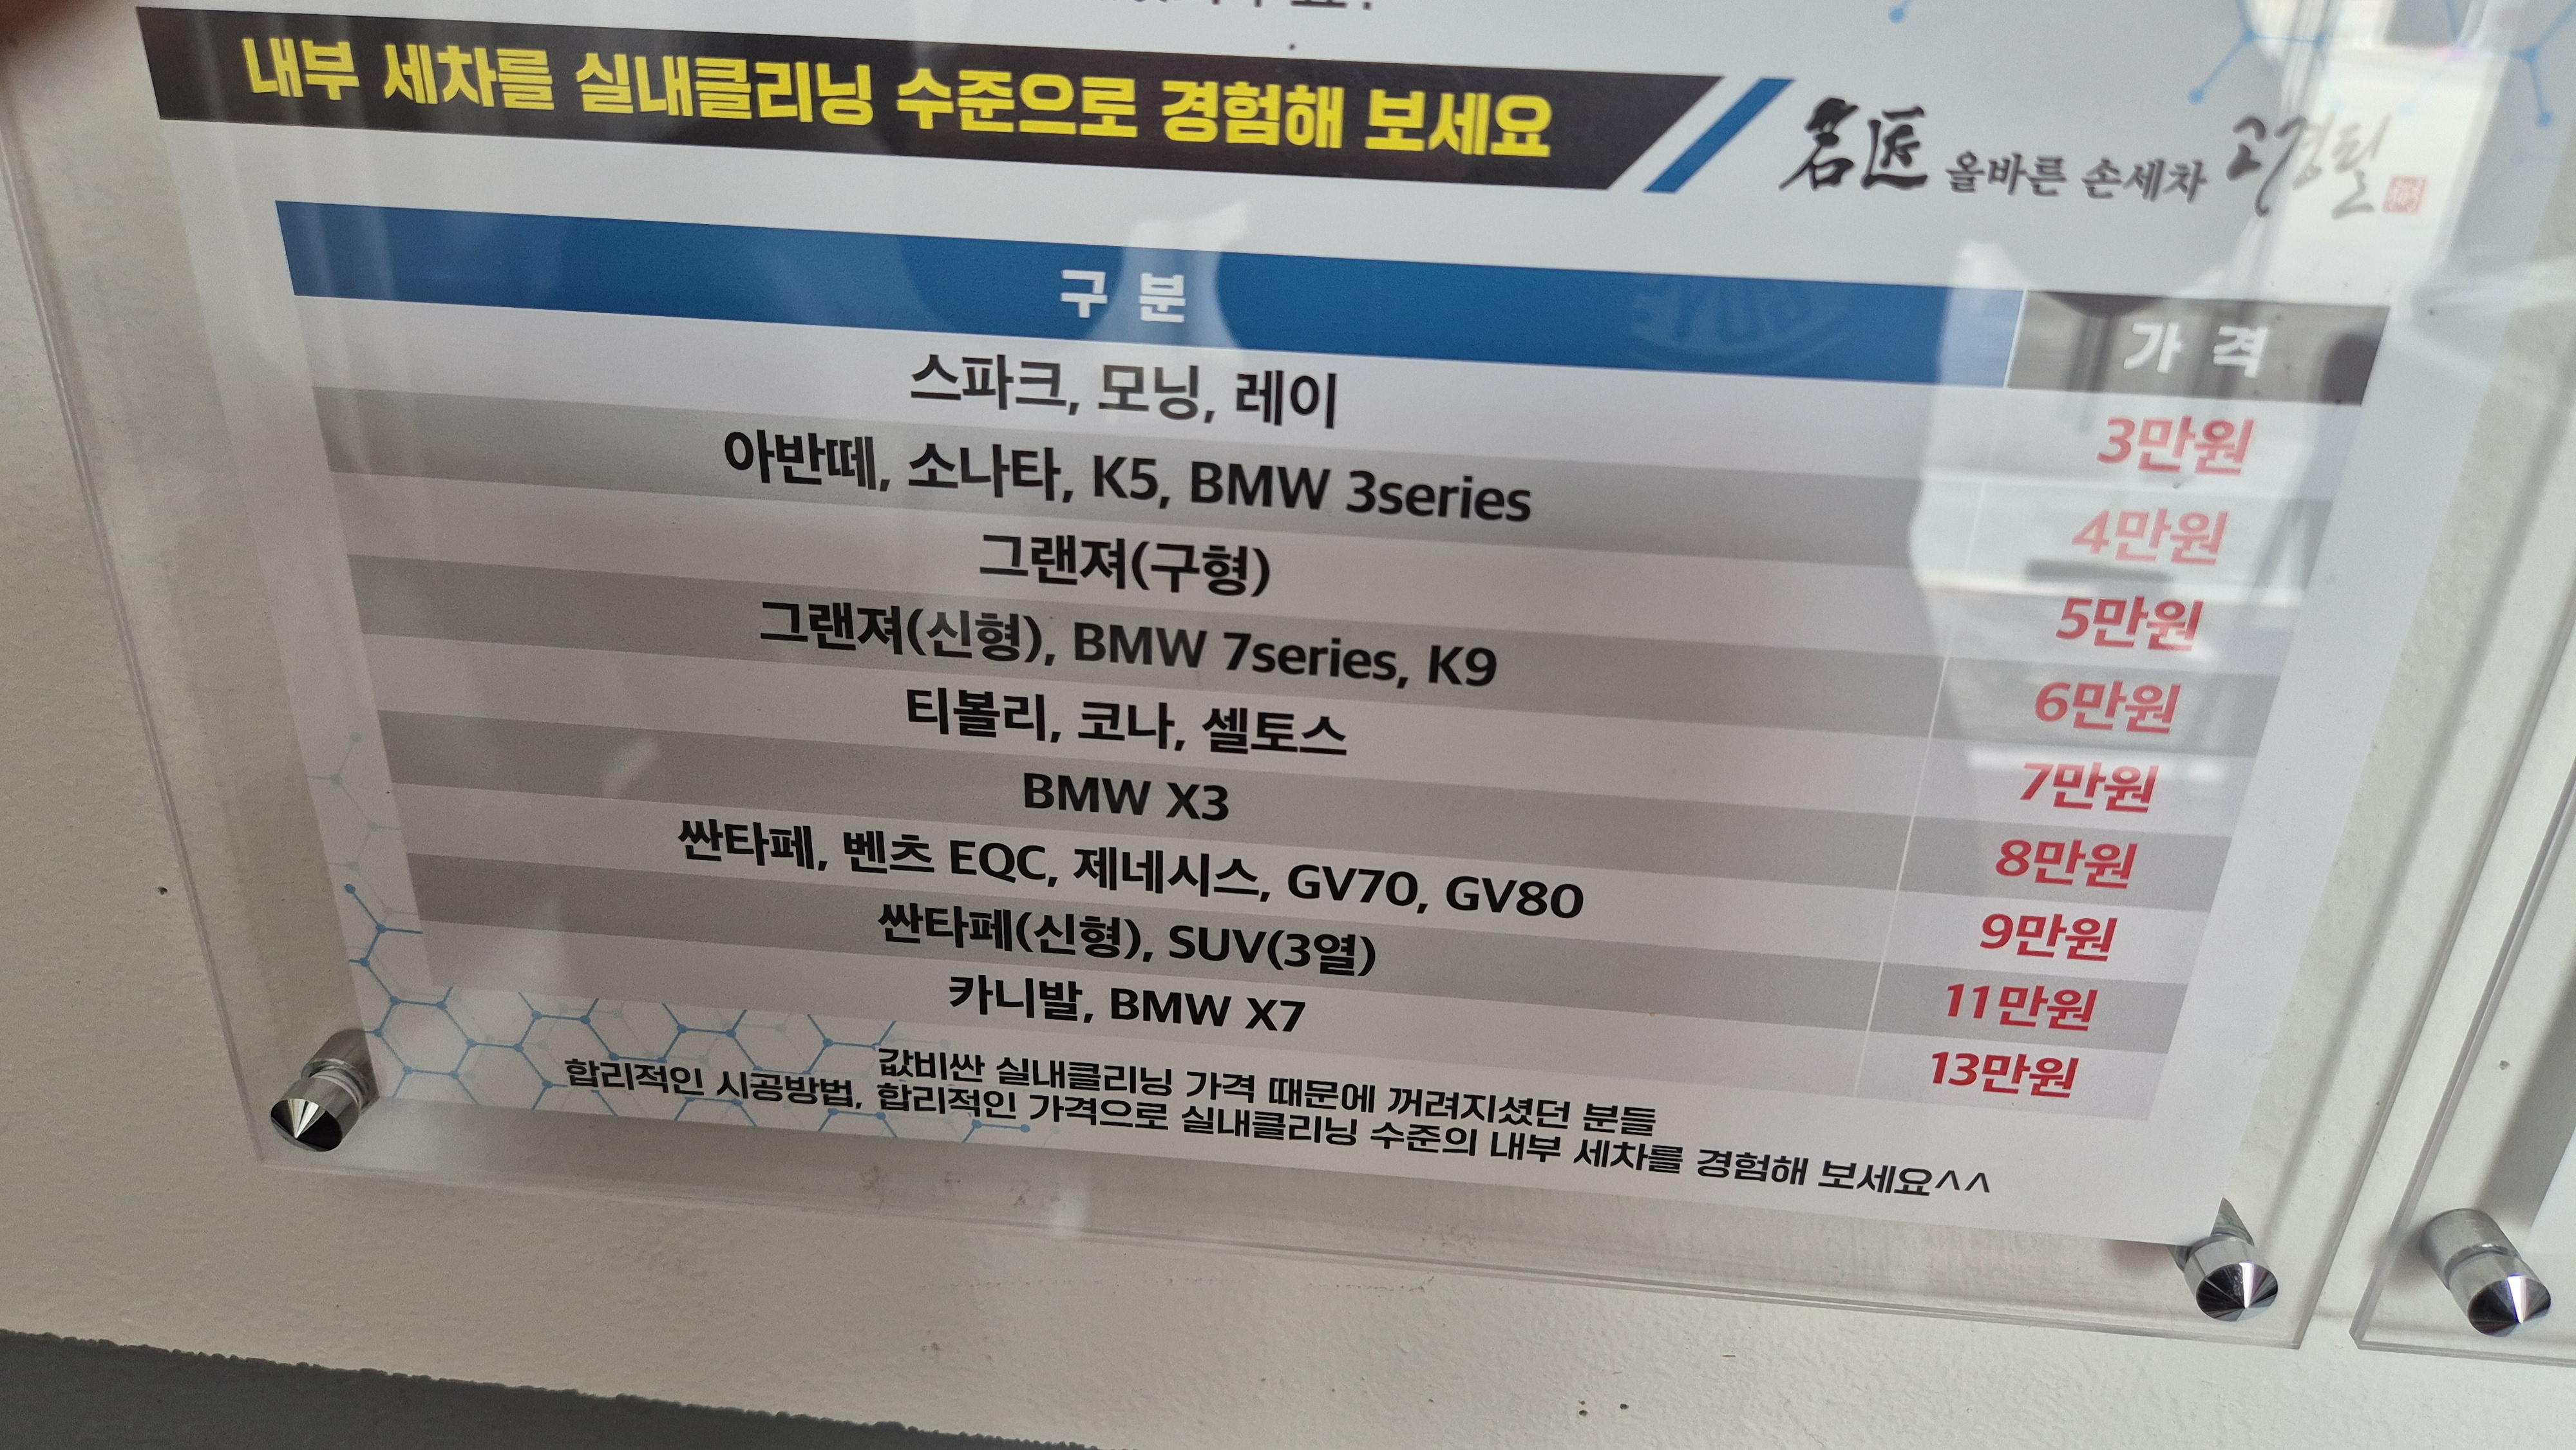 내부 세차를 실내클리닝 수준으로 경험해 보세요
名匠 올바른 손세차
구 분 가 격
스파크, 모닝, 레이 3만원
아반떼, 소나타, K5, BMW 3series 4만원
그랜져(구형) 5만원
그랜져(신형), BMW 7series, K9 6만원
티볼리, 코나, 셀토스 7만원
BMW X3 8만원
싼타페, 벤츠 EQC, 제네시스, GV70, GV80 9만원
싼타페(신형), SUV(3열) 11만원
카니발, BMW X7 13만원
값비싼 실내클리닝 가격 때문에 꺼려지셨던 분들
합리적인 시공방법, 합리적인 가격으로 실내클리닝 수준의 내부 세차를 경험해 보세요^^